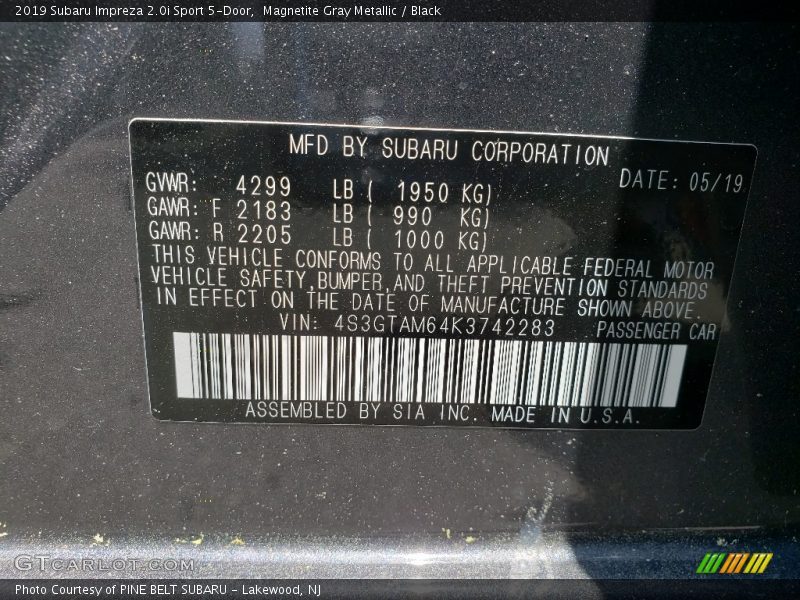 2019 Subaru Impreza 2.0i Sport 5-Door, Magnetite Gray Metallic / Black
MFD BY SUBARU CORPORATION
DATE: 05/19
GVWR: 4299 LB ( 1950 KG)
GAWR: F 2183 LB ( 990 KG)
GAWR: R 2205 LB ( 1000 KG)
THIS VEHICLE CONFORMS TO ALL APPLICABLE FEDERAL MOTOR
VEHICLE SAFETY,BUMPER,AND THEFT PREVENTION STANDARDS
IN EFFECT ON THE DATE OF MANUFACTURE SHOWN ABOVE.
VIN: 4S3GTAM64K3742283 PASSENGER CAR
ASSEMBLED BY SIA INC. MADE IN U.S.A.
GTCARLOT.COM
Photo Courtesy of PINE BELT SUBARU - Lakewood, NJ